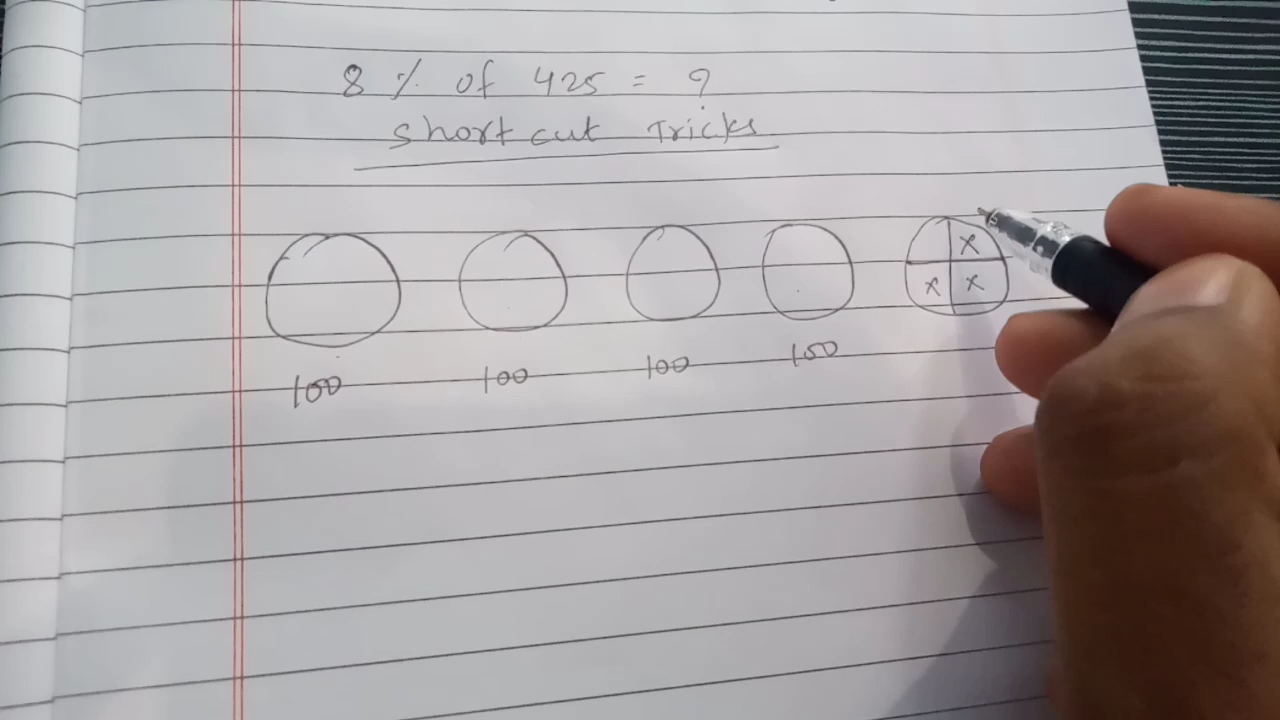 8 % of 425 = ?
Short cut Tricks
x
x x
100 100 100 100